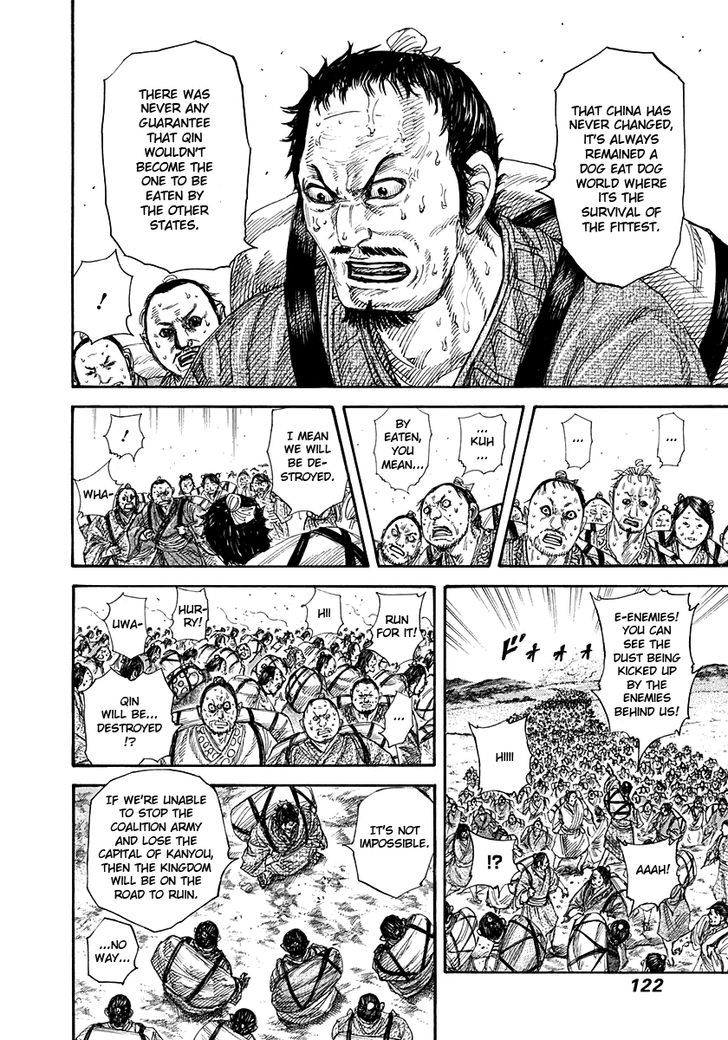 THAT CHINA HAS
NEVER CHANGED,
IT'S ALWAYS
REMAINED A
DOG EAT DOG
WORLD WHERE
ITS THE
SURVIVAL OF
THE FITTEST.
THERE WAS
NEVER ANY
GUARANTEE
THAT QIN
WOULDN'T
BECOME THE
ONE TO BE
EATEN BY
THE OTHER
STATES.
!
...
...
...
KUH
...
BY
EATEN,
YOU
MEAN...
I MEAN
WE WILL
BE DE-
STROYED.
!
WHA-
E-ENEMIES!
YOU CAN
SEE THE
DUST BEING
KICKED UP
BY THE
ENEMIES
BEHIND US!
ドドドド
HIIII
!?
AAAH!
RUN
FOR IT!
HII
HUR-
RY!
UWA-
...
QIN
WILL BE...
DESTROYED
!?
IT'S NOT
IMPOSSIBLE.
IF WE'RE UNABLE
TO STOP THE
COALITION ARMY
AND LOSE THE
CAPITAL OF KANYOU,
THEN THE KINGDOM
WILL BE ON THE
ROAD TO RUIN.
...NO
WAY...
122